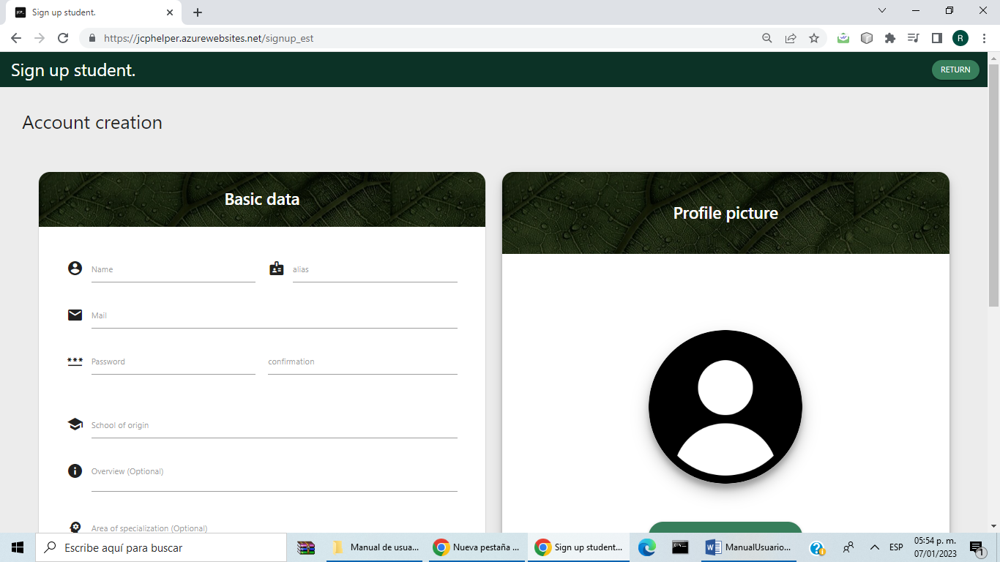 Sign up student.
https://jcphelper.azurewebsites.net/signup_est
R
Sign up student.
RETURN
Account creation
Basic data
Profile picture
Name
alias
Mail
***
Password
confirmation
School of origin
Overview (Optional)
Area of specialization (Optional)
Escribe aquí para buscar
Manual de usua...
Nueva pestaña ...
Sign up student...
ManualUsuario...
ESP
05:54 p. m.
07/01/2023
1